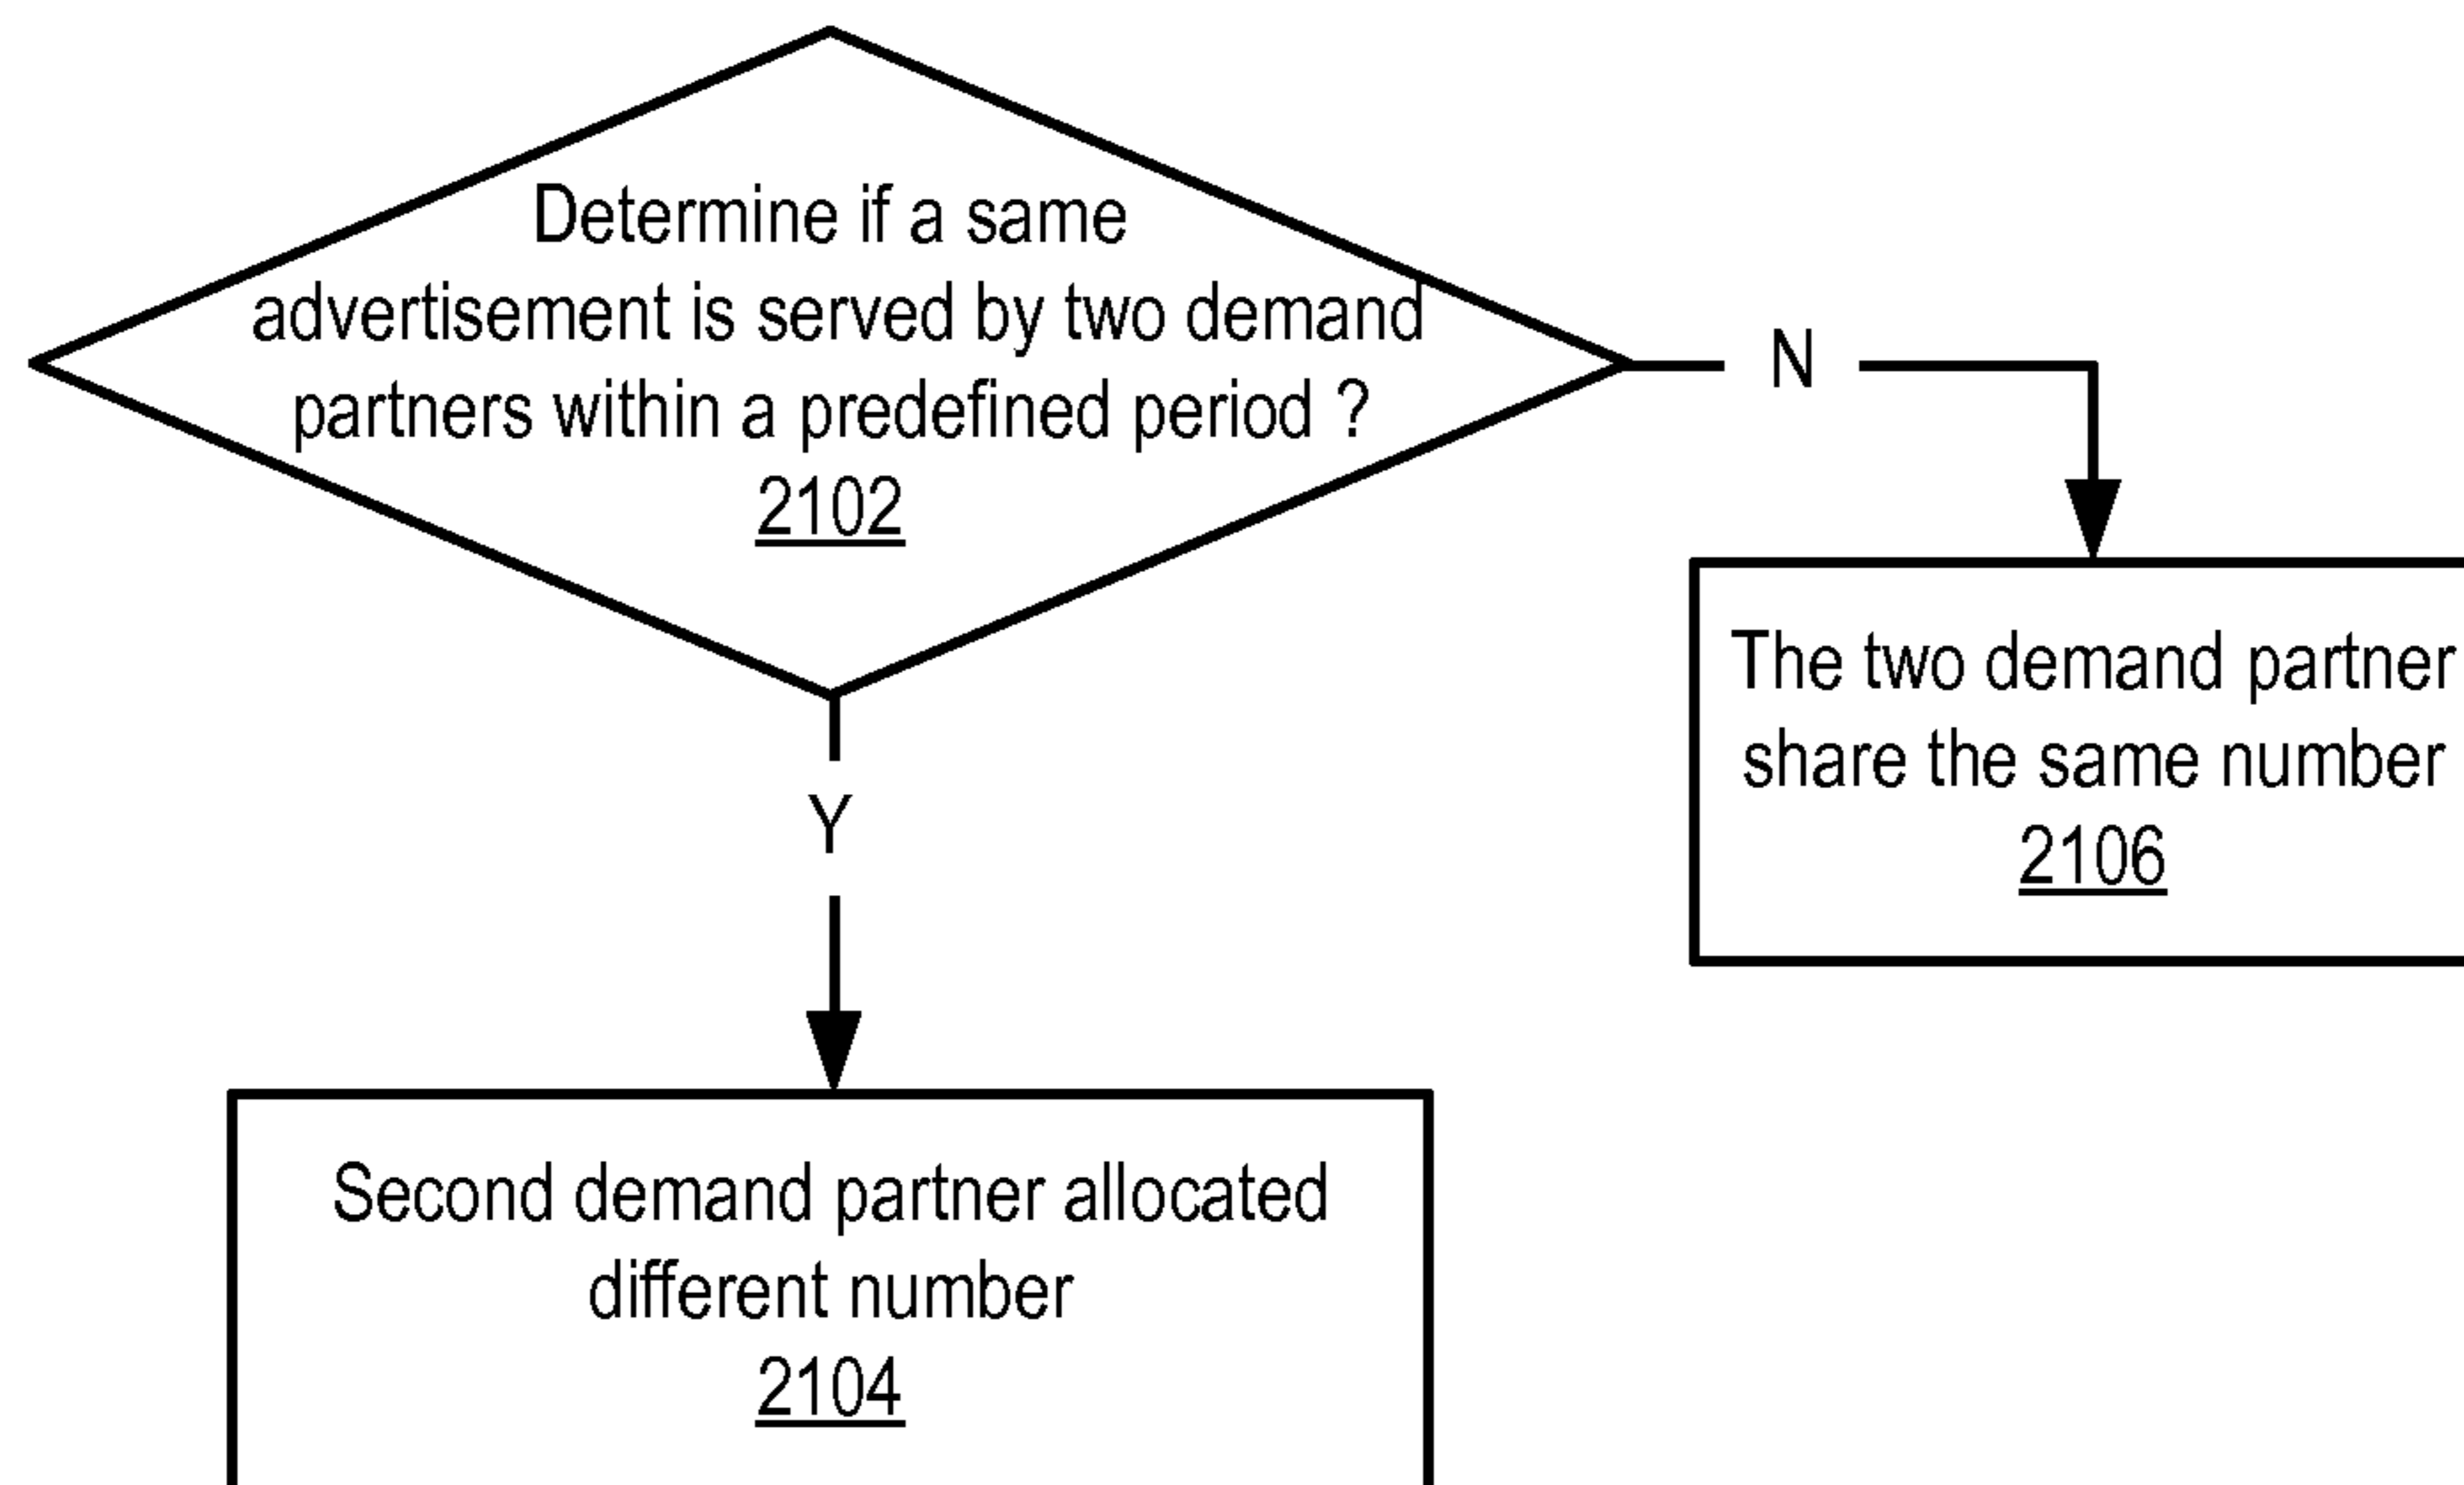 Determine if a same
advertisement is served by two demand
partners within a predefined period ?
2102
N
The two demand partner
share the same number
2106
Y
Second demand partner allocated
different number
2104